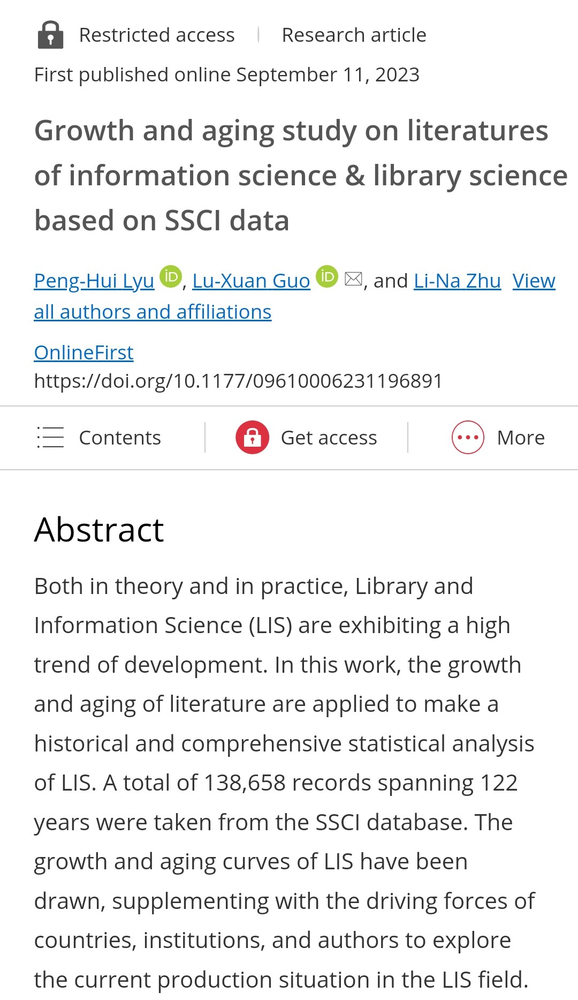 Restricted access | Research article
First published online September 11, 2023
Growth and aging study on literatures
of information science & library science
based on SSCI data
Peng-Hui Lyu iD, Lu-Xuan Guo iD, and Li-Na Zhu View
all authors and affiliations
OnlineFirst
https://doi.org/10.1177/09610006231196891
Contents
Get access
More
Abstract
Both in theory and in practice, Library and
Information Science (LIS) are exhibiting a high
trend of development. In this work, the growth
and aging of literature are applied to make a
historical and comprehensive statistical analysis
of LIS. A total of 138,658 records spanning 122
years were taken from the SSCI database. The
growth and aging curves of LIS have been
drawn, supplementing with the driving forces of
countries, institutions, and authors to explore
the current production situation in the LIS field.